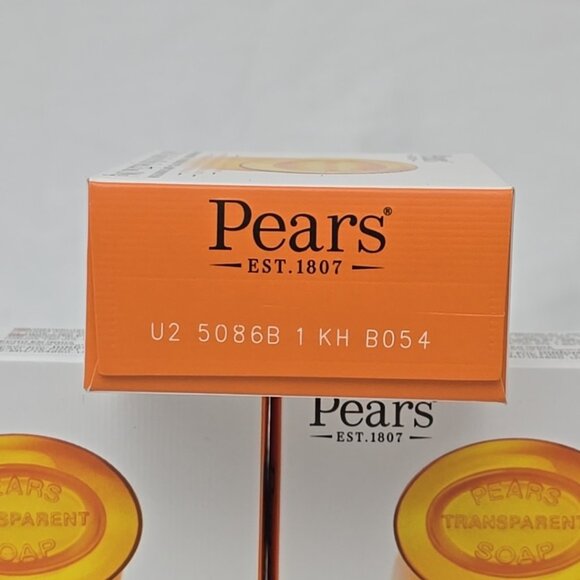 Pears®
EST.1807
U2 5086B 1 KH B054
Pears
EST.1807
PEARS
TRANSPARENT
SOAP
PEARS
TRANSPARENT
SOAP